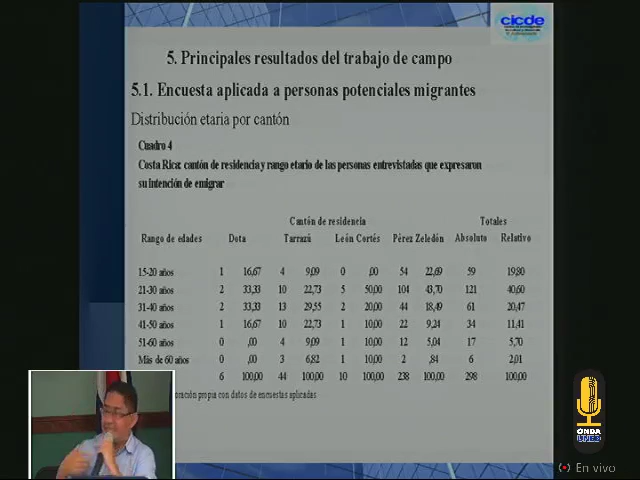 cicde
5. Principales resultados del trabajo de campo
5.1. Encuesta aplicada a personas potenciales migrantes
Distribución etaria por cantón
Cuadro 4
Costa Rica: cantón de residencia y rango etario de las personas entrevistadas que expresaron
su intención de emigrar
Cantón de residencia Totales
Rango de edades Dota Tarrazú León Cortés Pérez Zeledón Absoluto Relativo
15-20 años 1 16,67 4 9,09 0 ,00 54 22,69 59 19,80
21-30 años 2 33,33 10 22,73 5 50,00 104 43,70 121 40,60
31-40 años 2 33,33 13 29,55 2 20,00 44 18,49 61 20,47
41-50 años 1 16,67 10 22,73 1 10,00 22 9,24 34 11,41
51-60 años 0 ,00 4 9,09 1 10,00 12 5,04 17 5,70
Más de 60 años 0 ,00 3 6,82 1 10,00 2 ,84 6 2,01
6 100,00 44 100,00 10 100,00 238 100,00 298 100,00
oración propia con datos de encuestas aplicadas
ONDA
UNED
En vivo